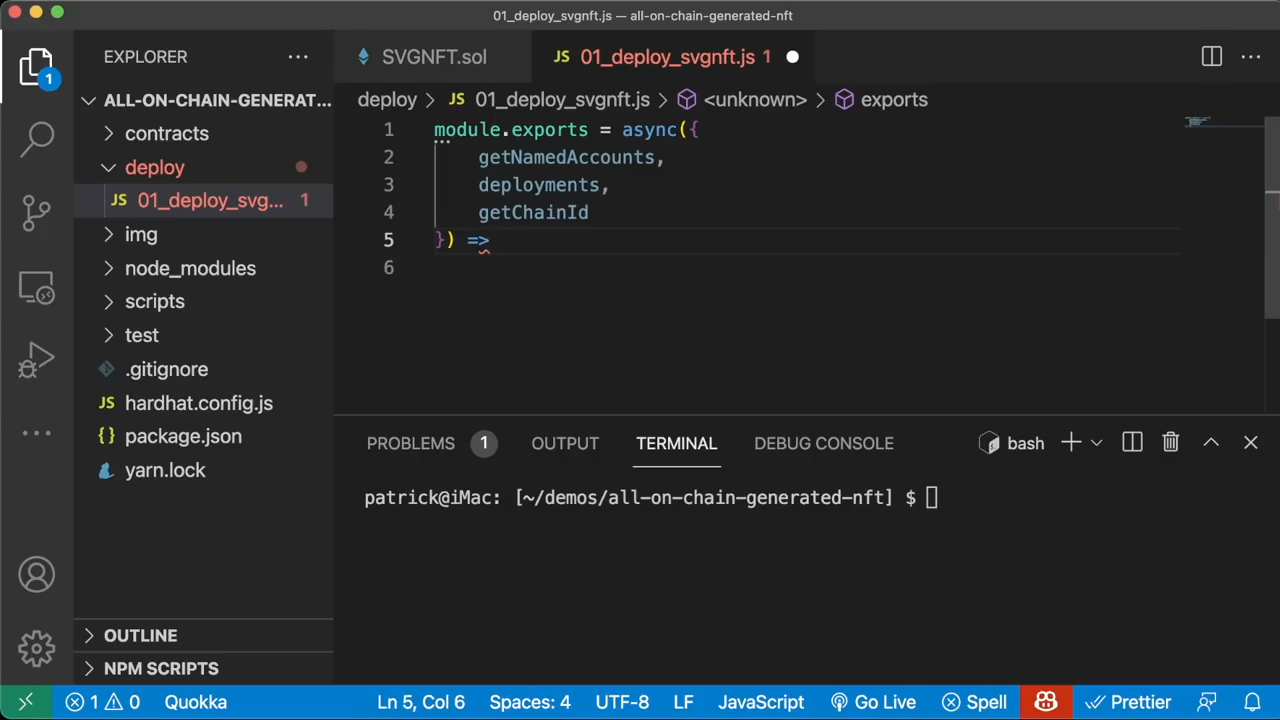 01_deploy_svgnft.js — all-on-chain-generated-nft
EXPLORER
SVGNFT.sol
JS 01_deploy_svgnft.js 1
ALL-ON-CHAIN-GENERAT...
deploy > JS 01_deploy_svgnft.js > <unknown> > exports
contracts
deploy
JS 01_deploy_svg... 1
img
node_modules
scripts
test
.gitignore
JS hardhat.config.js
{} package.json
yarn.lock
OUTLINE
NPM SCRIPTS
1
1 module.exports = async({
2 getNamedAccounts,
3 deployments,
4 getChainId
5 }) =>
6
PROBLEMS 1 OUTPUT TERMINAL DEBUG CONSOLE bash
patrick@iMac: [~/demos/all-on-chain-generated-nft] $
1 0 Quokka Ln 5, Col 6 Spaces: 4 UTF-8 LF JavaScript Go Live Spell Prettier